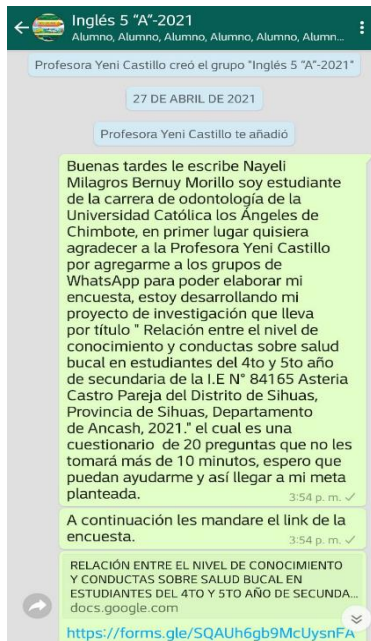 Inglés 5 “A”-2021
Alumno, Alumno, Alumno, Alumno, Alumno, Alumn...
Profesora Yeni Castillo creó el grupo "Inglés 5 “A”-2021"
27 DE ABRIL DE 2021
Profesora Yeni Castillo te añadió
Buenas tardes le escribe Nayeli
Milagros Bernuy Morillo soy estudiante
de la carrera de odontología de la
Universidad Católica los Ángeles de
Chimbote, en primer lugar quisiera
agradecer a la Profesora Yeni Castillo
por agregarme a los grupos de
WhatsApp para poder elaborar mi
encuesta, estoy desarrollando mi
proyecto de investigación que lleva
por título " Relación entre el nivel de
conocimiento y conductas sobre salud
bucal en estudiantes del 4to y 5to año
de secundaria de la I.E N° 84165 Asteria
Castro Pareja del Distrito de Sihuas,
Provincia de Sihuas, Departamento
de Ancash, 2021." el cual es una
cuestionario de 20 preguntas que no les
tomará más de 10 minutos, espero que
puedan ayudarme y así llegar a mi meta
planteada.
3:54 p. m.
A continuación les mandare el link de la
encuesta.
3:54 p. m.
RELACIÓN ENTRE EL NIVEL DE CONOCIMIENTO
Y CONDUCTAS SOBRE SALUD BUCAL EN
ESTUDIANTES DEL 4TO Y 5TO AÑO DE SECUNDA...
docs.google.com
https://forms.gle/SQAUh6gb9McUysnFA